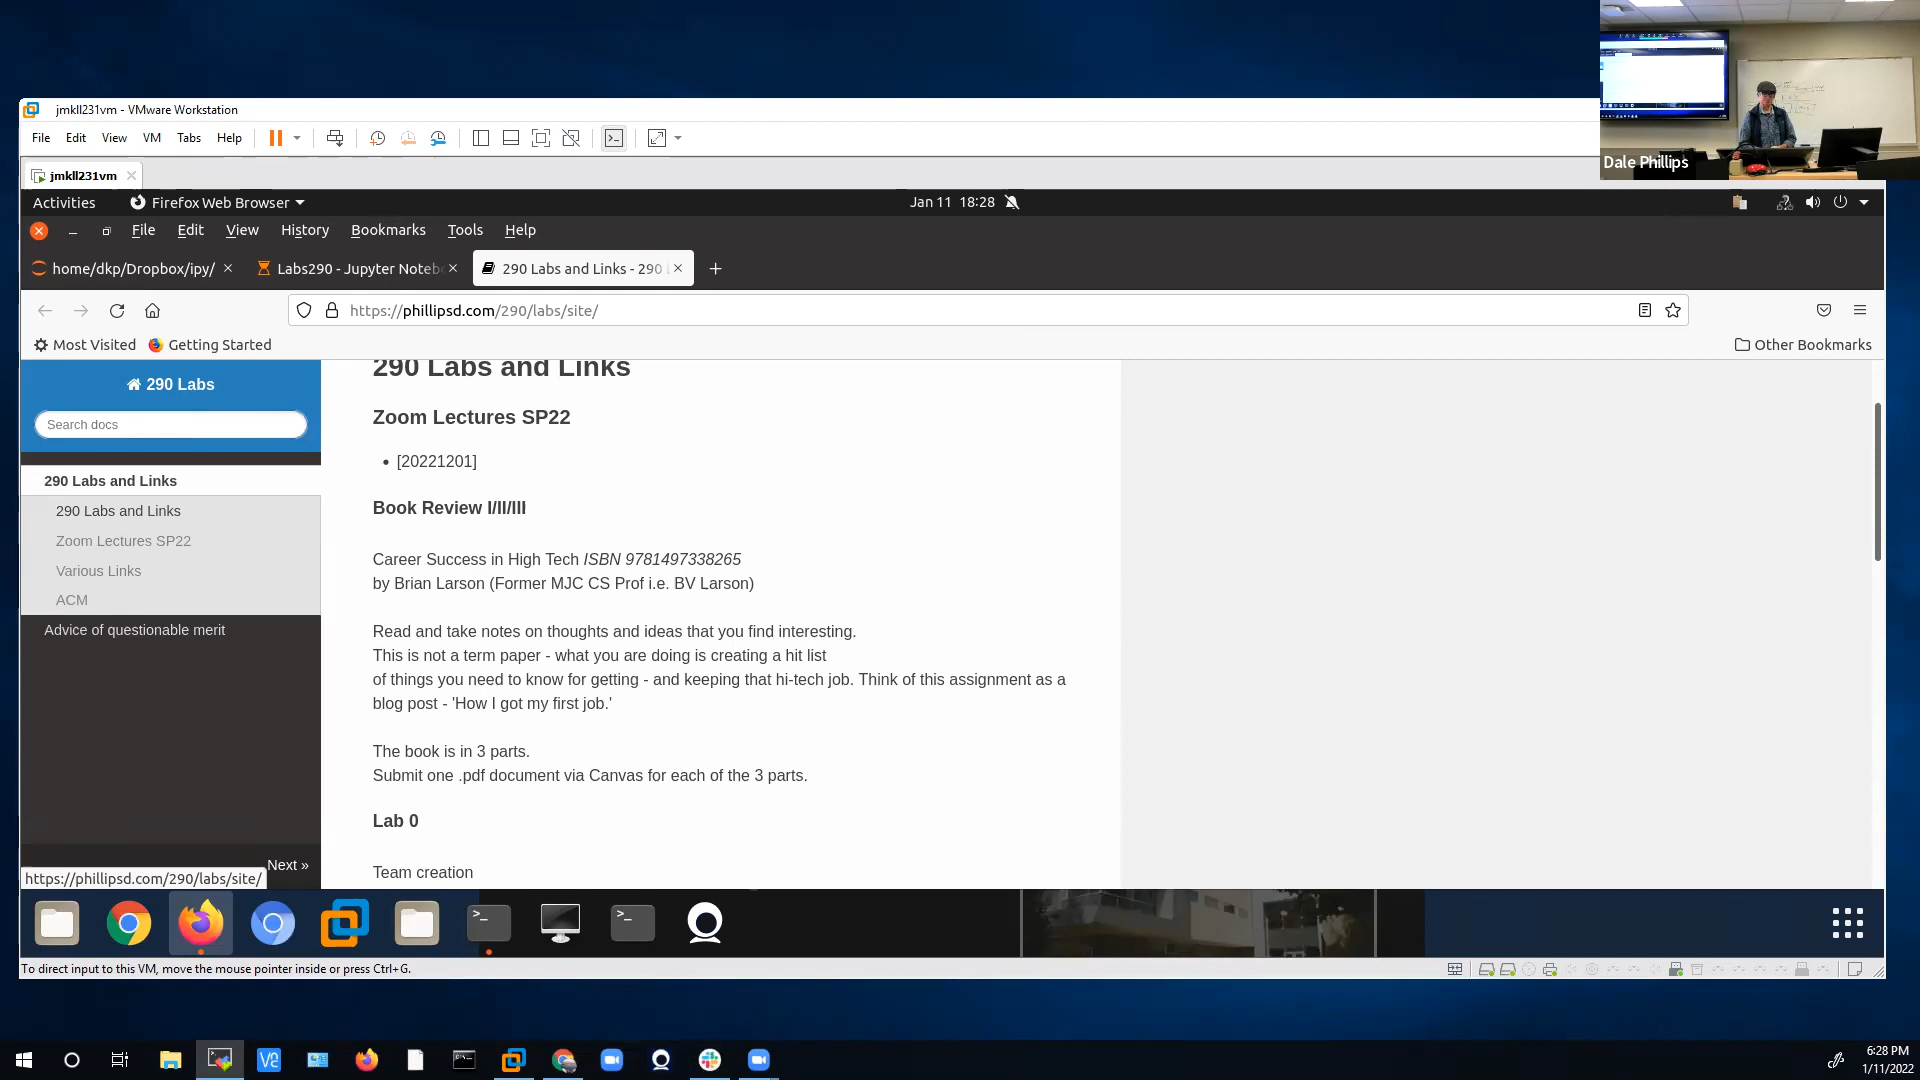 jmkll231vm - VMware Workstation
File Edit View VM Tabs Help
jmkll231vm
Dale Phillips
Activities Firefox Web Browser Jan 11 18:28
File Edit View History Bookmarks Tools Help
home/dkp/Dropbox/ipy/ Labs290 - Jupyter Noteb 290 Labs and Links - 290 L
https://phillipsd.com/290/labs/site/
Most Visited Getting Started Other Bookmarks
290 Labs
Search docs
290 Labs and Links
290 Labs and Links
Zoom Lectures SP22
Various Links
ACM
Advice of questionable merit
Next »
https://phillipsd.com/290/labs/site/
290 Labs and Links
Zoom Lectures SP22
• [20221201]
Book Review I/II/III
Career Success in High Tech ISBN 9781497338265
by Brian Larson (Former MJC CS Prof i.e. BV Larson)
Read and take notes on thoughts and ideas that you find interesting.
This is not a term paper - what you are doing is creating a hit list
of things you need to know for getting - and keeping that hi-tech job. Think of this assignment as a
blog post - 'How I got my first job.'
The book is in 3 parts.
Submit one .pdf document via Canvas for each of the 3 parts.
Lab 0
Team creation
To direct input to this VM, move the mouse pointer inside or press Ctrl+G.
6:28 PM
1/11/2022